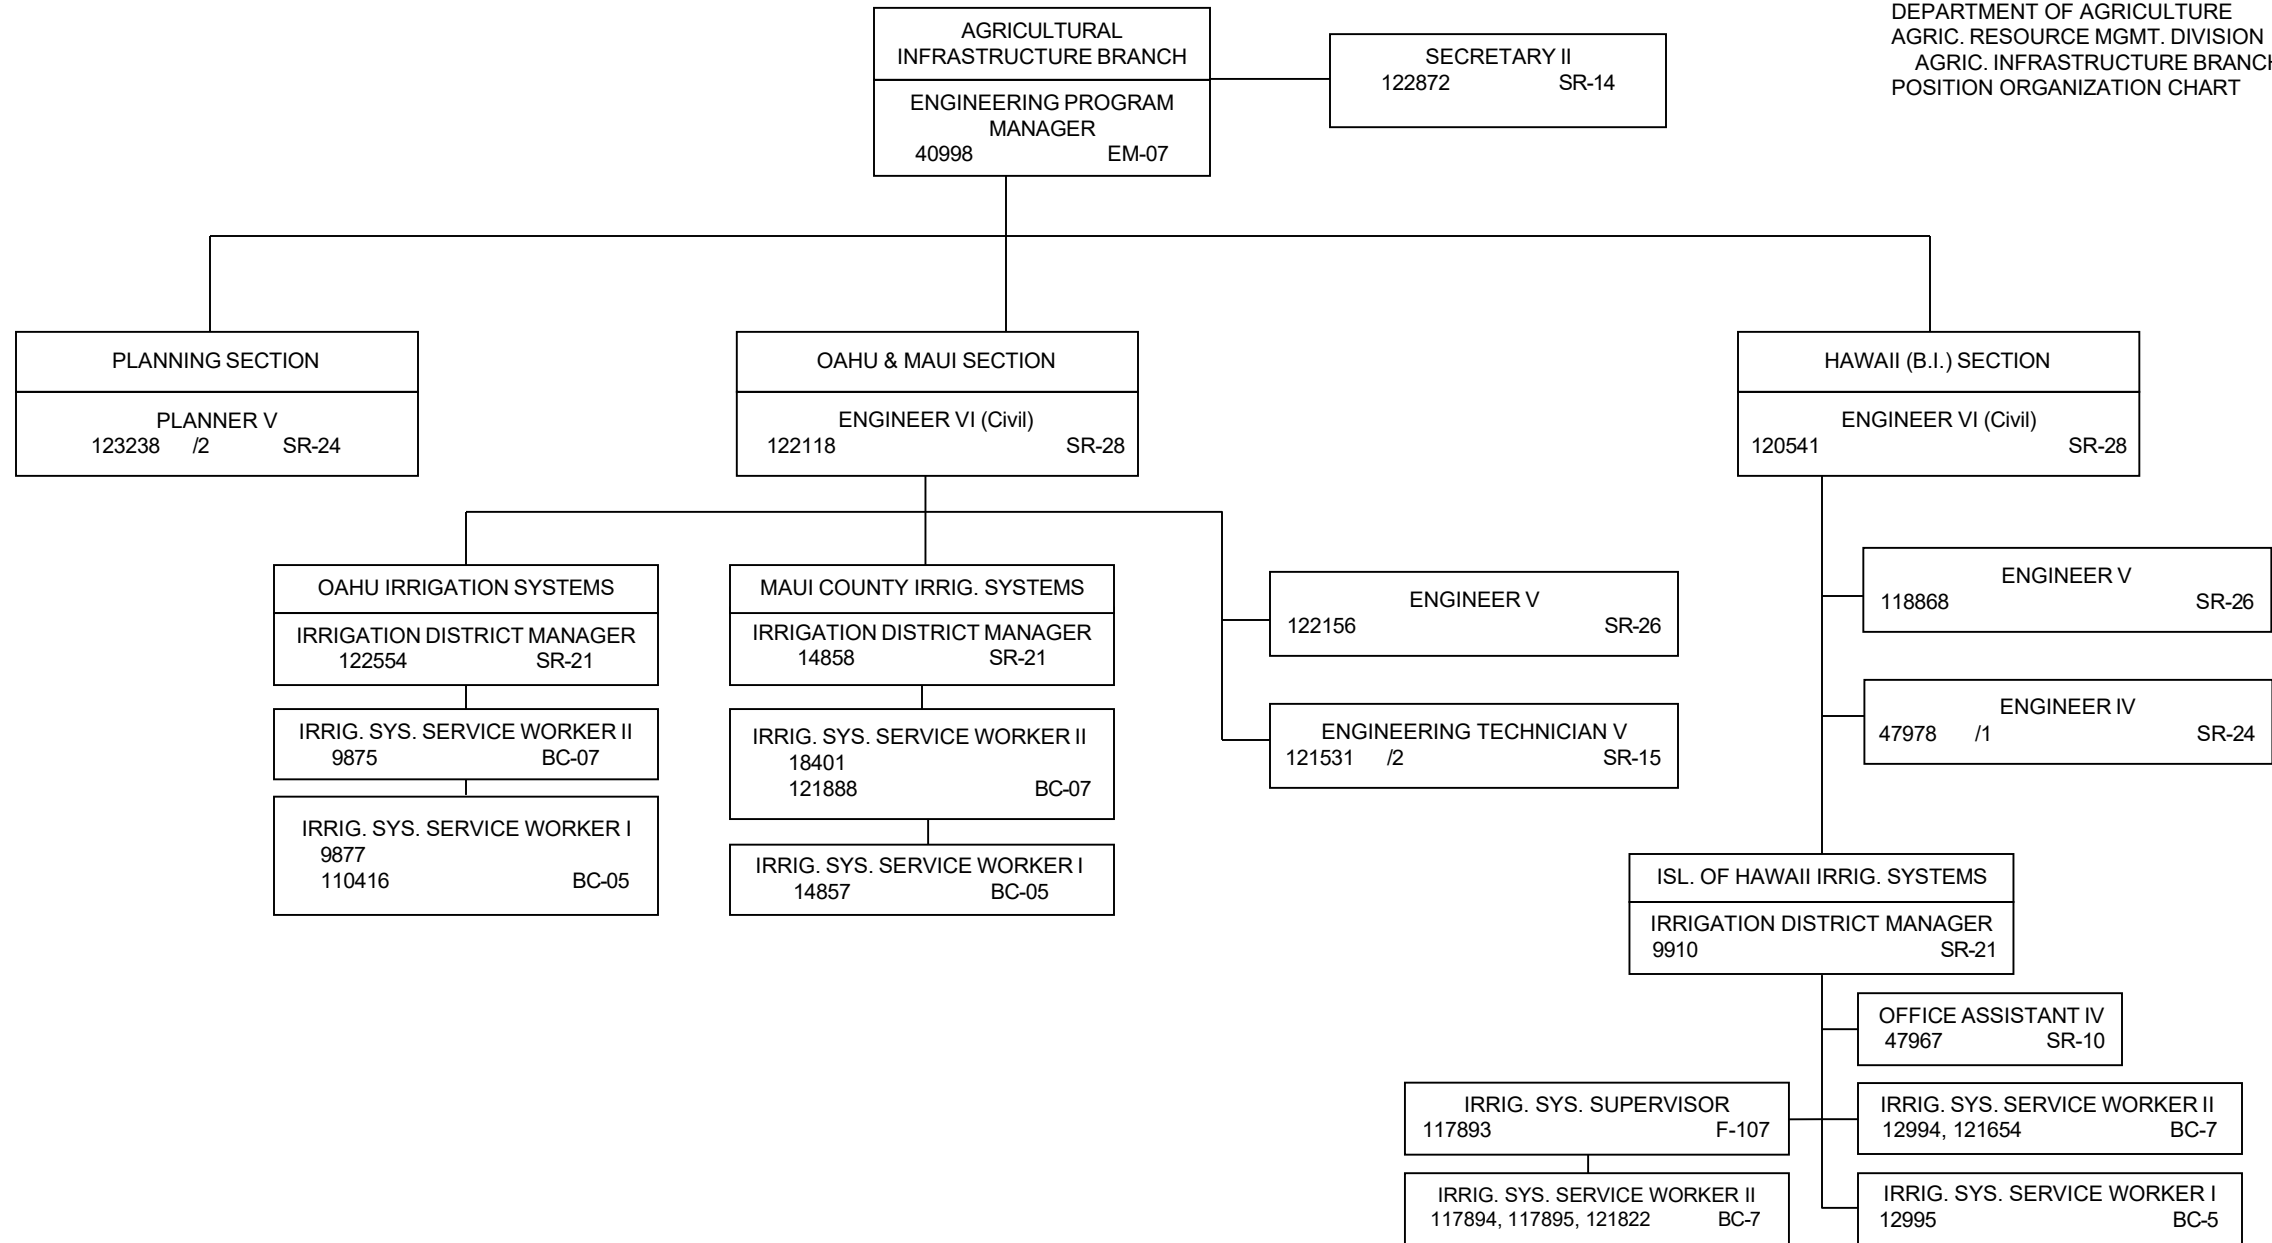 DEPARTMENT OF AGRICULTURE
AGRIC. RESOURCE MGMT. DIVISION
AGRIC. INFRASTRUCTURE BRANCH
POSITION ORGANIZATION CHART
AGRICULTURAL
INFRASTRUCTURE BRANCH
ENGINEERING PROGRAM
MANAGER
40998 EM-07
SECRETARY II
122872 SR-14
PLANNING SECTION
PLANNER V
123238 /2 SR-24
OAHU & MAUI SECTION
ENGINEER VI (Civil)
122118 SR-28
HAWAII (B.I.) SECTION
ENGINEER VI (Civil)
120541 SR-28
OAHU IRRIGATION SYSTEMS
IRRIGATION DISTRICT MANAGER
122554 SR-21
IRRIG. SYS. SERVICE WORKER II
9875 BC-07
IRRIG. SYS. SERVICE WORKER I
9877
110416 BC-05
MAUI COUNTY IRRIG. SYSTEMS
IRRIGATION DISTRICT MANAGER
14858 SR-21
IRRIG. SYS. SERVICE WORKER II
18401
121888 BC-07
IRRIG. SYS. SERVICE WORKER I
14857 BC-05
ENGINEER V
122156 SR-26
ENGINEERING TECHNICIAN V
121531 /2 SR-15
ENGINEER V
118868 SR-26
ENGINEER IV
47978 /1 SR-24
ISL. OF HAWAII IRRIG. SYSTEMS
IRRIGATION DISTRICT MANAGER
9910 SR-21
OFFICE ASSISTANT IV
47967 SR-10
IRRIG. SYS. SUPERVISOR
117893 F-107
IRRIG. SYS. SERVICE WORKER II
117894, 117895, 121822 BC-7
IRRIG. SYS. SERVICE WORKER II
12994, 121654 BC-7
IRRIG. SYS. SERVICE WORKER I
12995 BC-5